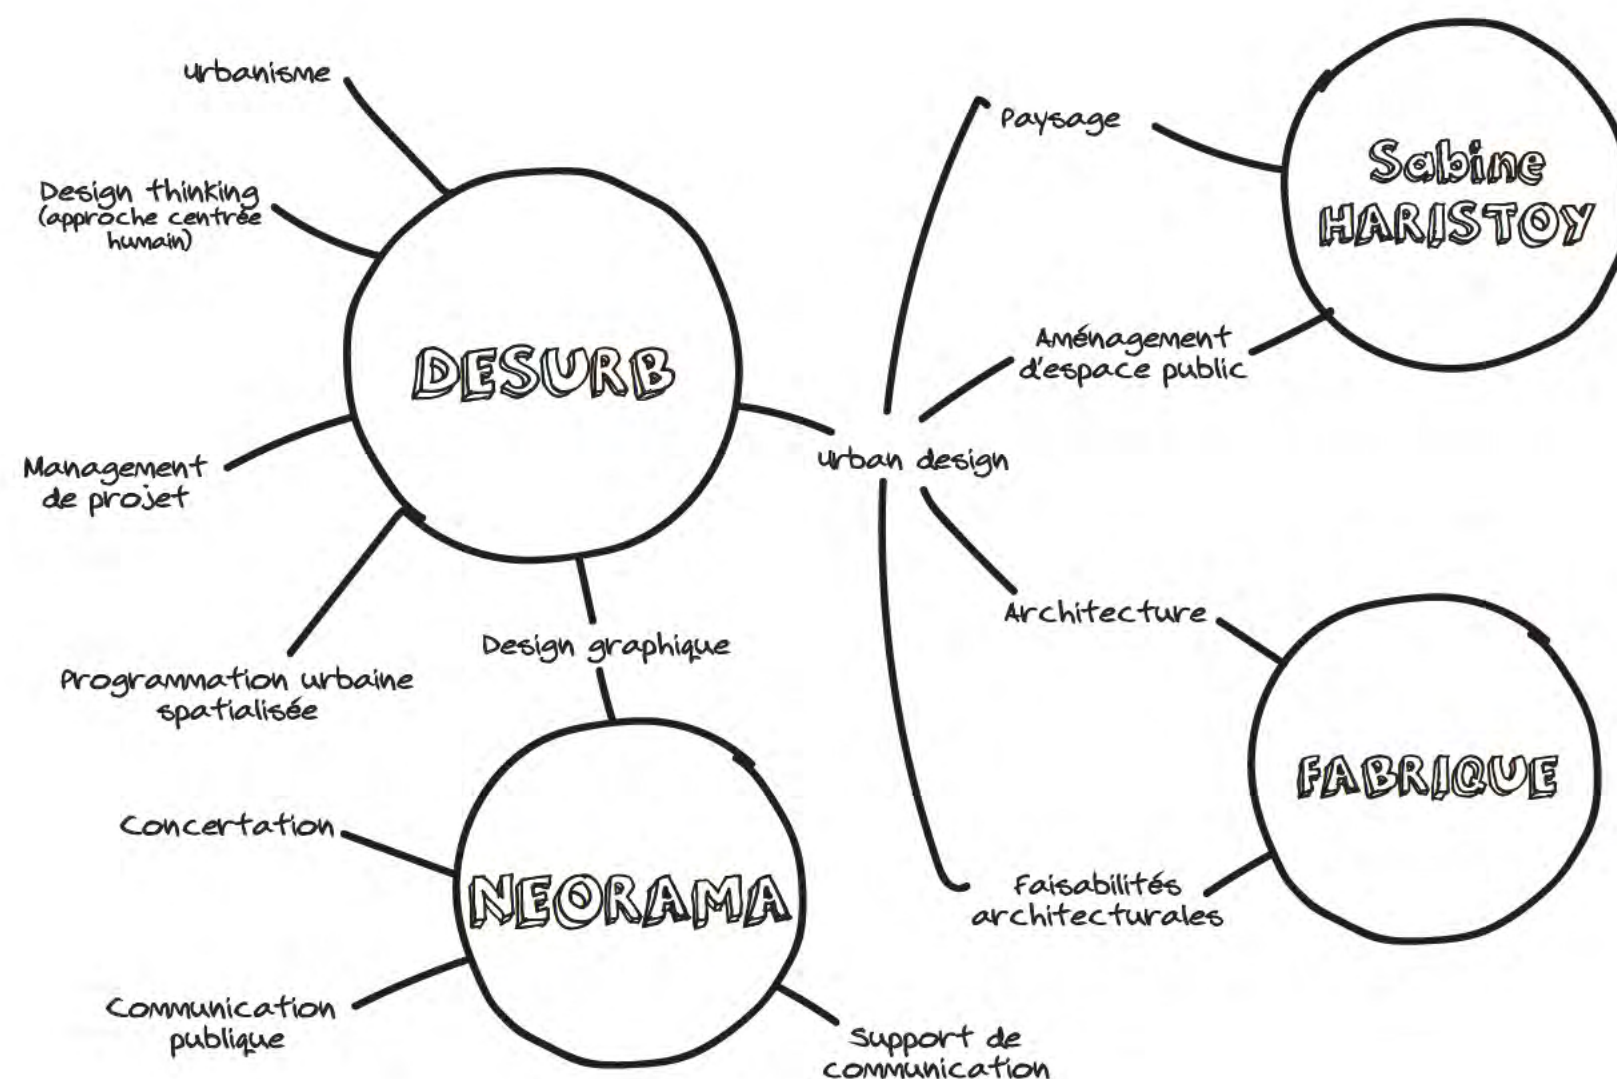 urbanisme
Design thinking
(approche centrée
humain)
DESURB
Management
de projet
Programmation urbaine
spatialisée
Design graphique
urban design
Paysage
Sabine
HARISTOY
Aménagement
d'espace public
Architecture
FABRIQUE
Faisabilités
architecturales
Concertation
NEORAMA
Communication
publique
Support de
communication